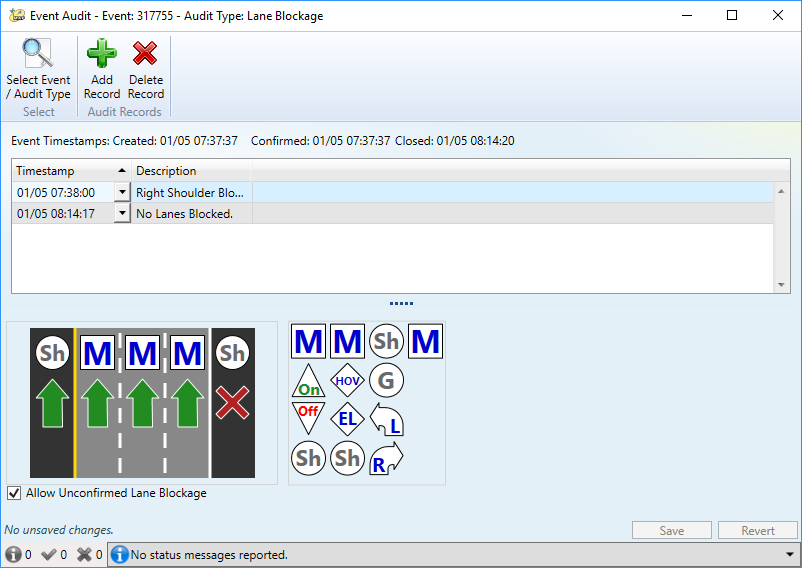 Event Audit - Event: 317755 - Audit Type: Lane Blockage
Select Event / Audit Type
Add Record
Delete Record
Select
Audit Records
Event Timestamps: Created: 01/05 07:37:37 Confirmed: 01/05 07:37:37 Closed: 01/05 08:14:20
Timestamp Description
01/05 07:38:00 Right Shoulder Blo...
01/05 08:14:17 No Lanes Blocked.
Sh M M M Sh
M M Sh M
On HOV G
Off EL L
Sh Sh R
Allow Unconfirmed Lane Blockage
No unsaved changes.
Save Revert
0 0 0 No status messages reported.